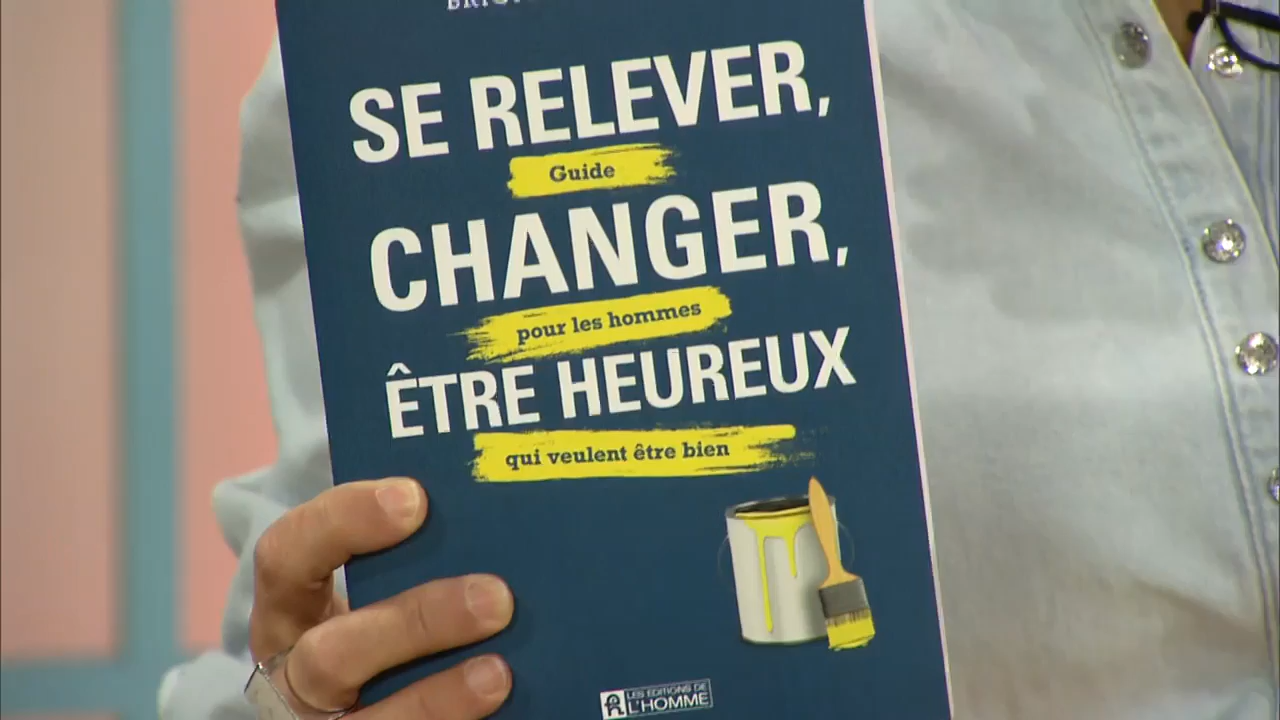 SE RELEVER,
Guide
CHANGER,
pour les hommes
ÊTRE HEUREUX
qui veulent être bien
LES ÉDITIONS DE
L'HOMME